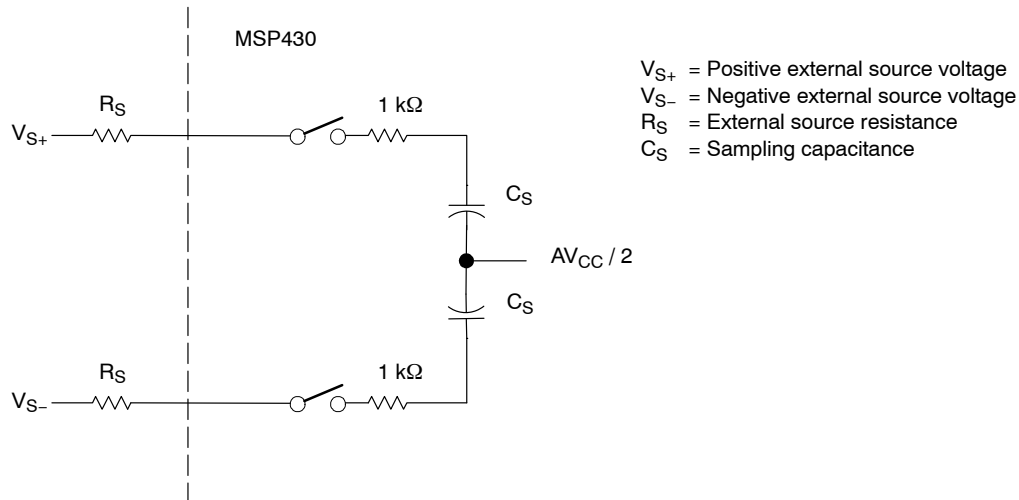 MSP430
V_S+ = Positive external source voltage
V_S− = Negative external source voltage
R_S = External source resistance
C_S = Sampling capacitance
R_S
1 kΩ
V_S+
C_S
AV_CC / 2
C_S
R_S
1 kΩ
V_S−